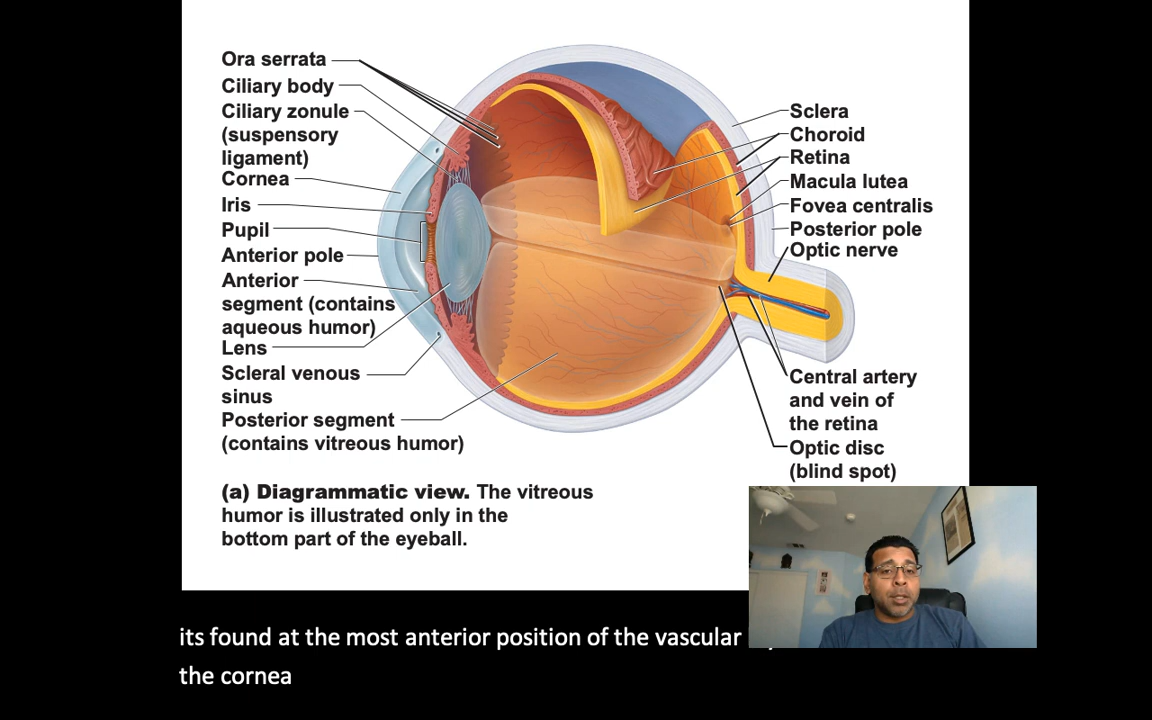 Ora serrata
Ciliary body
Ciliary zonule
(suspensory
ligament)
Cornea
Iris
Pupil
Anterior pole
Anterior
segment (contains
aqueous humor)
Lens
Scleral venous
sinus
Posterior segment
(contains vitreous humor)
Sclera
Choroid
Retina
Macula lutea
Fovea centralis
Posterior pole
Optic nerve
Central artery
and vein of
the retina
Optic disc
(blind spot)
(a) Diagrammatic view. The vitreous
humor is illustrated only in the
bottom part of the eyeball.
its found at the most anterior position of the vascular
the cornea